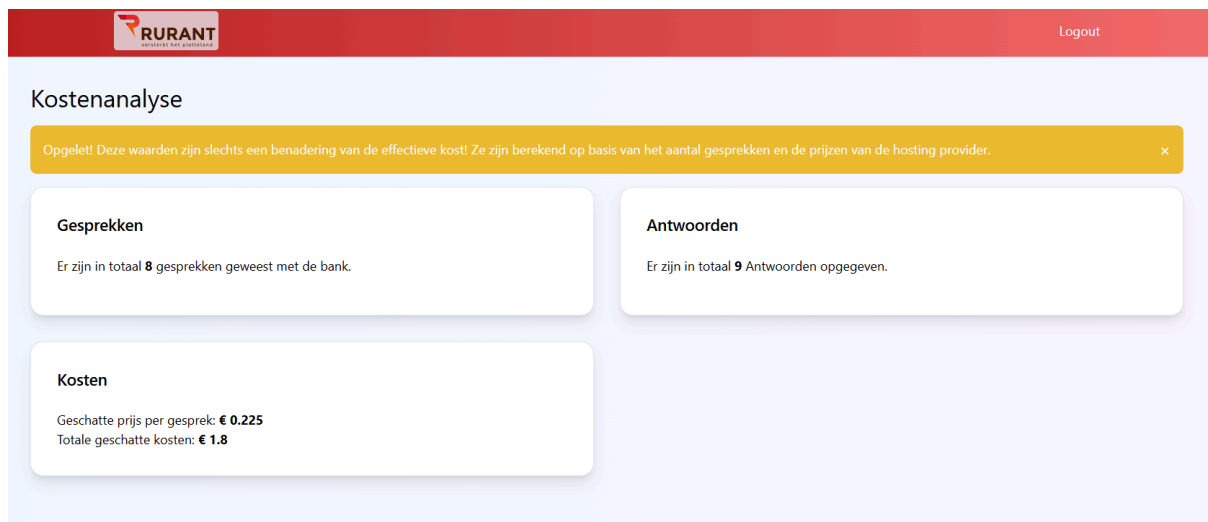 RURANT
versterkt het platteland
Logout
Kostenanalyse
Opgelet! Deze waarden zijn slechts een benadering van de effectieve kost! Ze zijn berekend op basis van het aantal gesprekken en de prijzen van de hosting provider.
×
Gesprekken
Er zijn in totaal 8 gesprekken geweest met de bank.
Antwoorden
Er zijn in totaal 9 Antwoorden opgegeven.
Kosten
Geschatte prijs per gesprek: € 0.225
Totale geschatte kosten: € 1.8